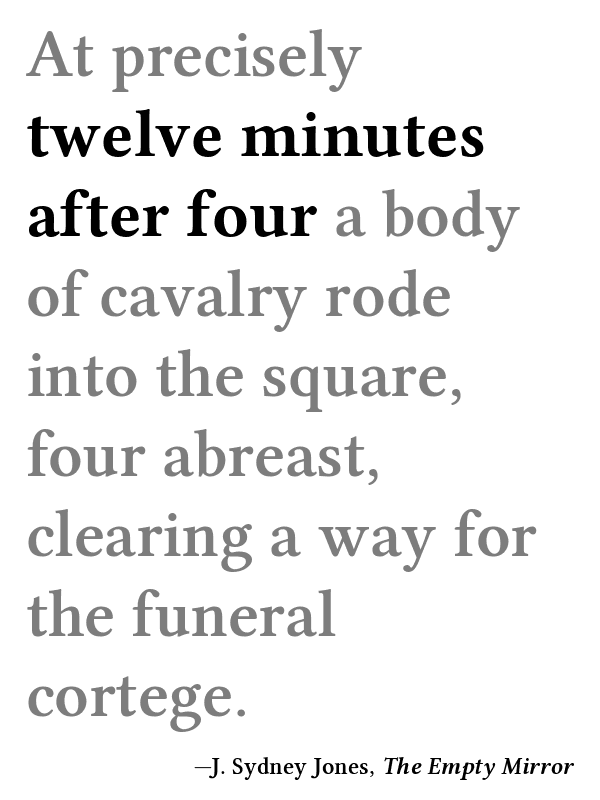 At precisely
twelve minutes
after four a body
of cavalry rode
into the square,
four abreast,
clearing a way for
the funeral
cortege.
—J. Sydney Jones, The Empty Mirror